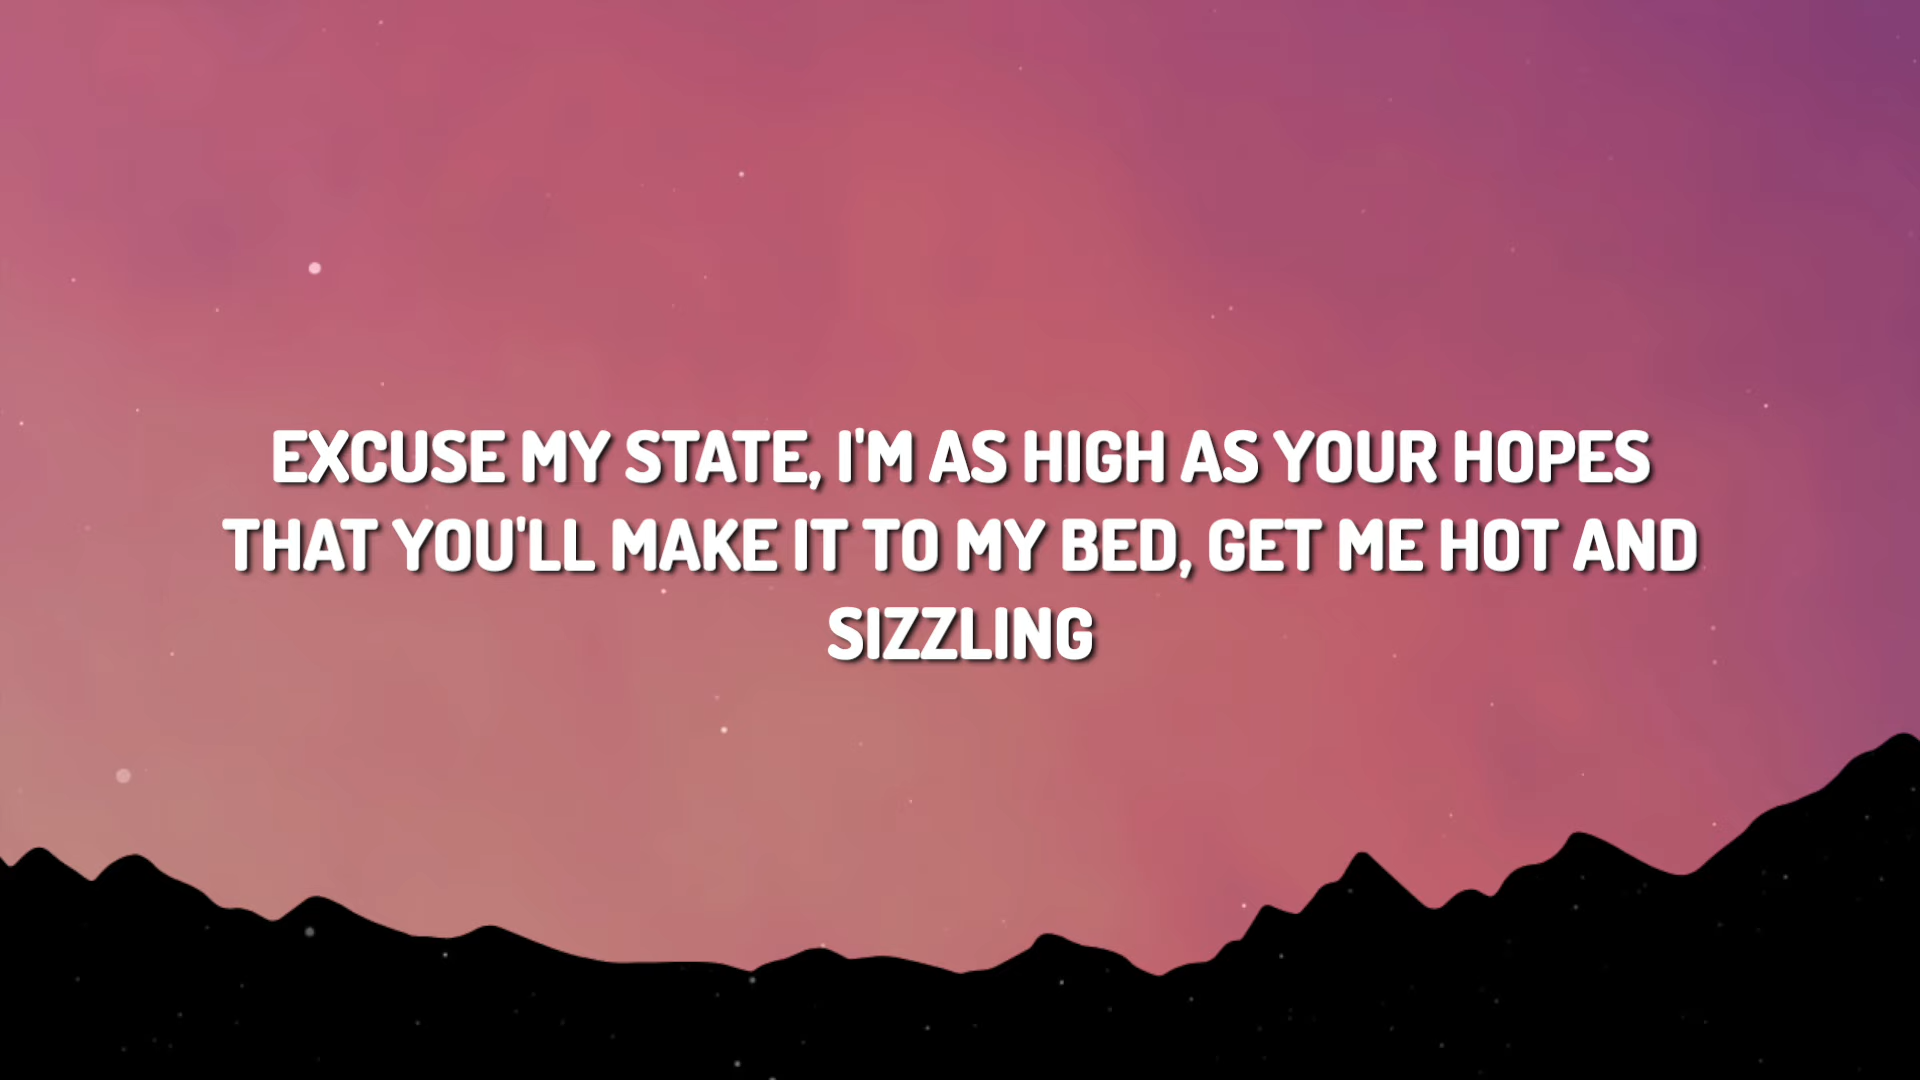 EXCUSE MY STATE, I'M AS HIGH AS YOUR HOPES
THAT YOU'LL MAKE IT TO MY BED, GET ME HOT AND
SIZZLING